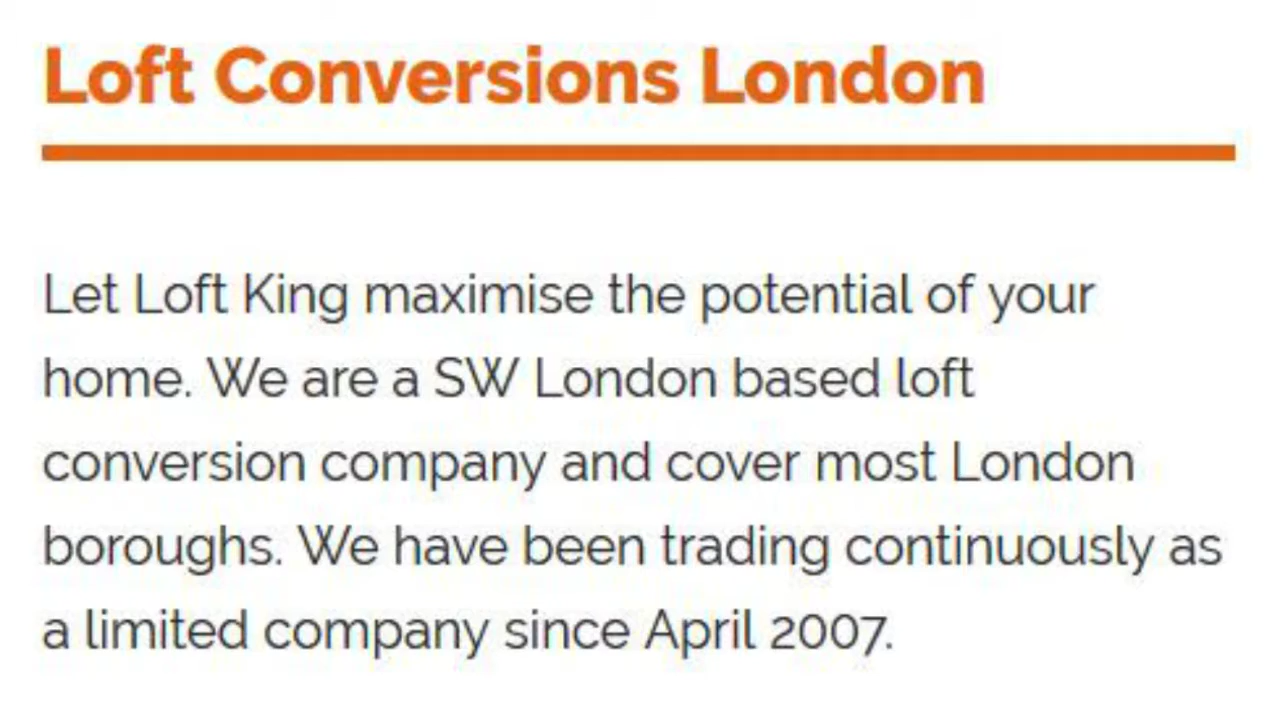 Loft Conversions London
Let Loft King maximise the potential of your
home. We are a SW London based loft
conversion company and cover most London
boroughs. We have been trading continuously as
a limited company since April 2007.